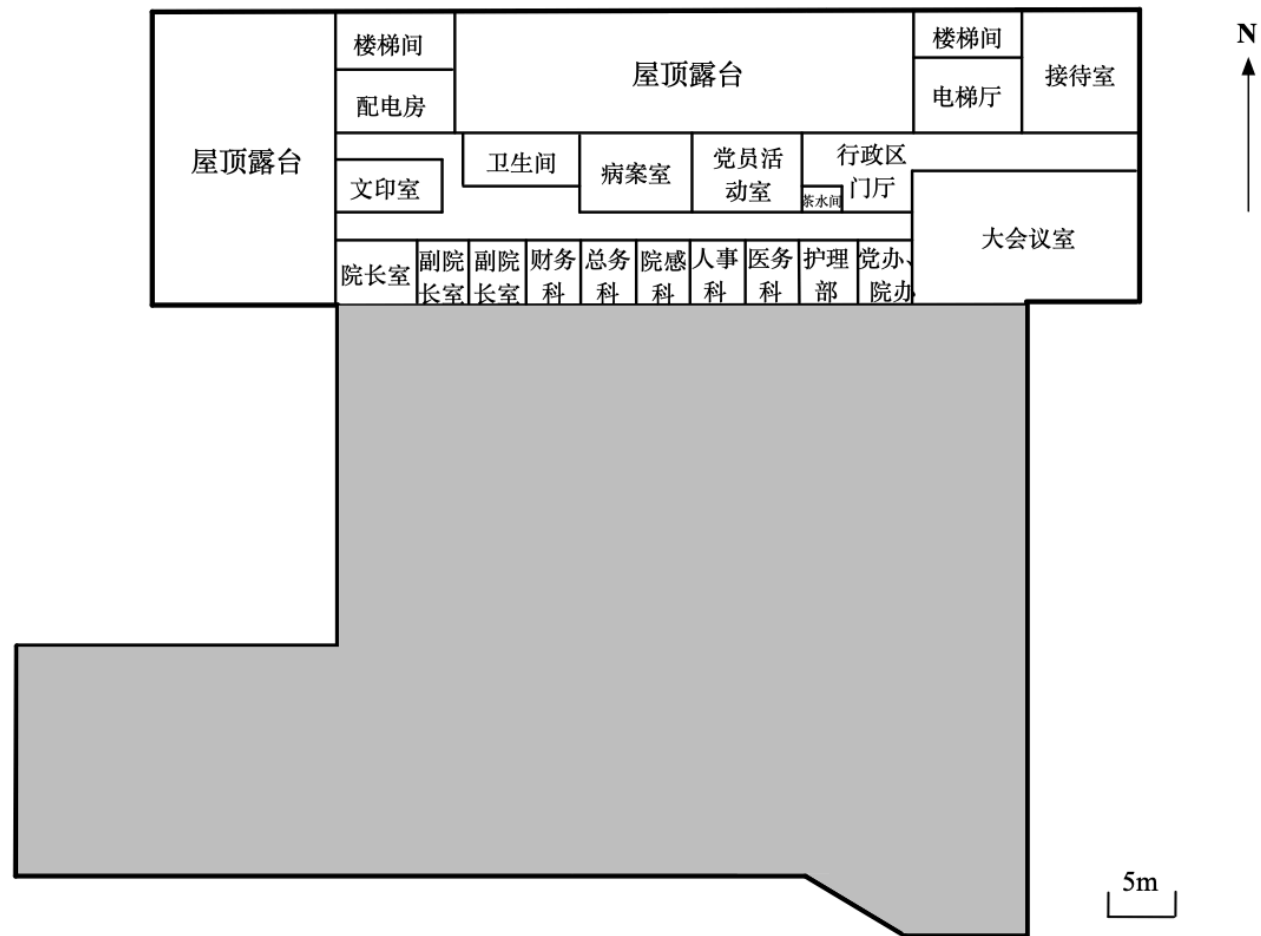 楼梯间
屋顶露台
楼梯间
接待室
N
配电房
电梯厅
屋顶露台
文印室
卫生间
病案室
党员活
动室
行政区
门厅
茶水间
大会议室
院长室
副院
长室
副院
长室
财务
科
总务
科
院感
科
人事
科
医务
科
护理
部
党办、
院办
5m